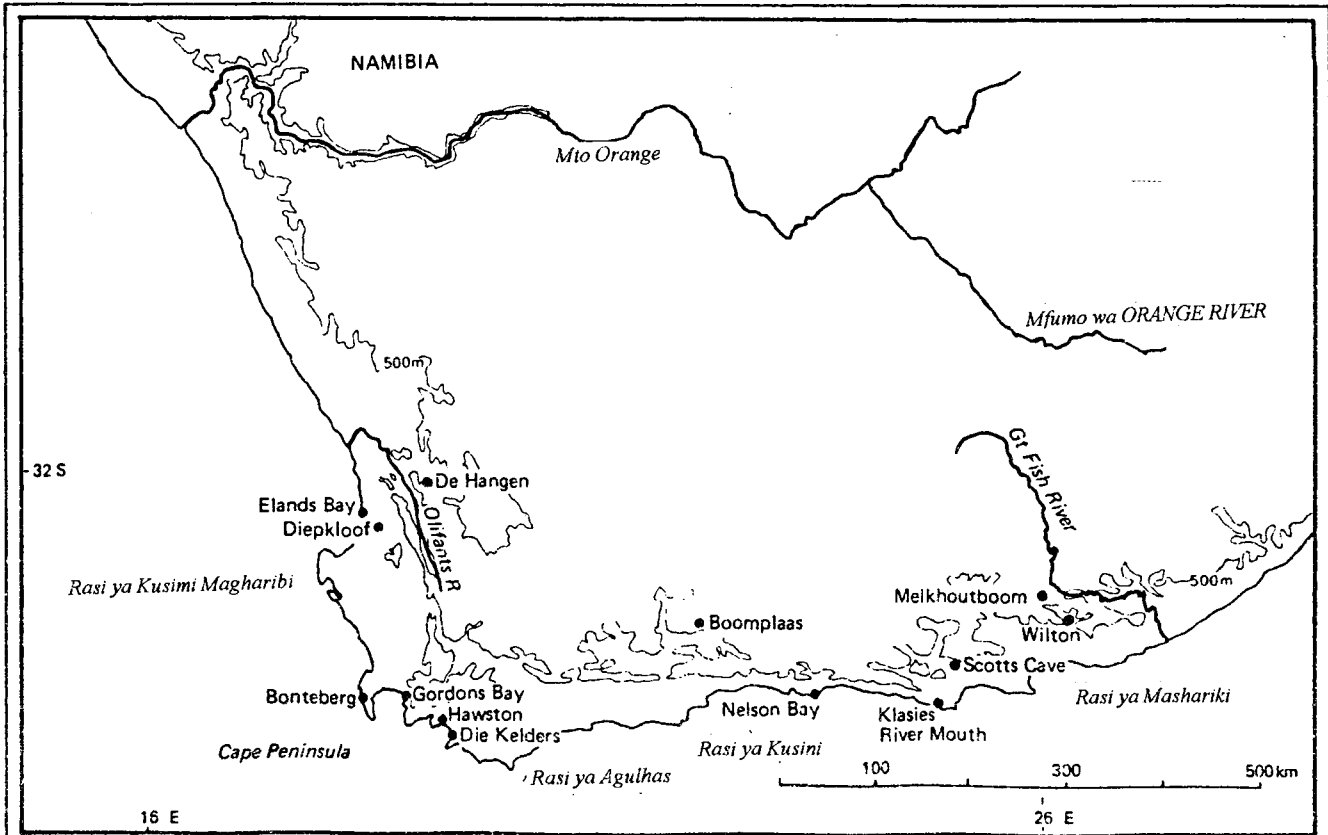 NAMIBIA
Mto Orange
Mfumo wa ORANGE RIVER
500m
32 S
De Hangen
Elands Bay
Diepkloof
Olifants R
Gt Fish River
Rasi ya Kusimi Magharibi
500m
Melkhoutboom
Wilton
Boomplaas
Scotts Cave
Rasi ya Mashariki
Bonteberg
Gordons Bay
Hawston
Die Kelders
Nelson Bay
Klasies
River Mouth
Cape Peninsula
Rasi ya Kusini
Rasi ya Agulhas
100 300 500 km
16 E
26 E